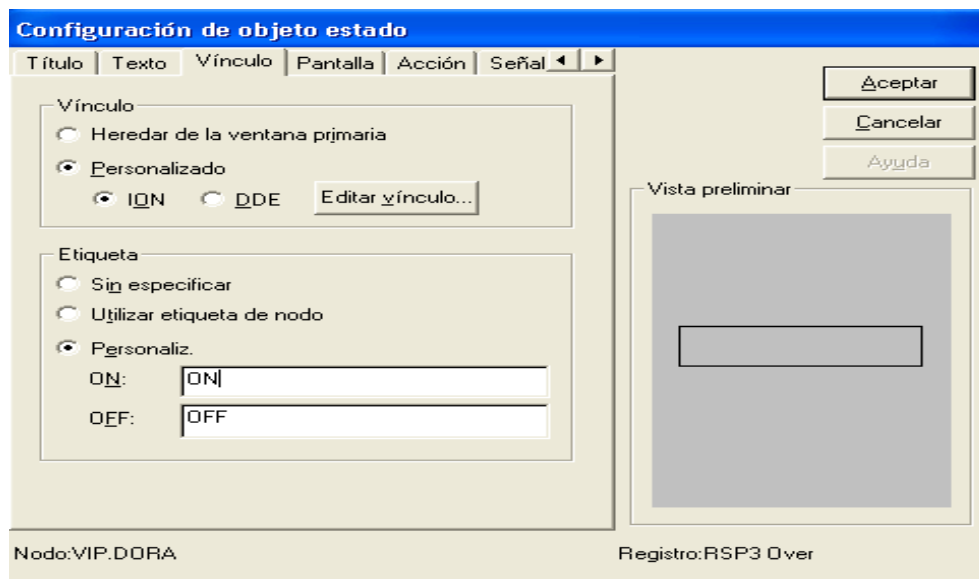 Configuración de objeto estado
Título Texto Vínculo Pantalla Acción Señal
Aceptar
Cancelar
Ayuda
Vínculo
Heredar de la ventana primaria
Personalizado
ION DDE Editar vínculo...
Etiqueta
Sin especificar
Utilizar etiqueta de nodo
Personaliz.
ON: ON
OFF: OFF
Vista preliminar
Nodo:VIP.DORA
Registro:RSP3 Over